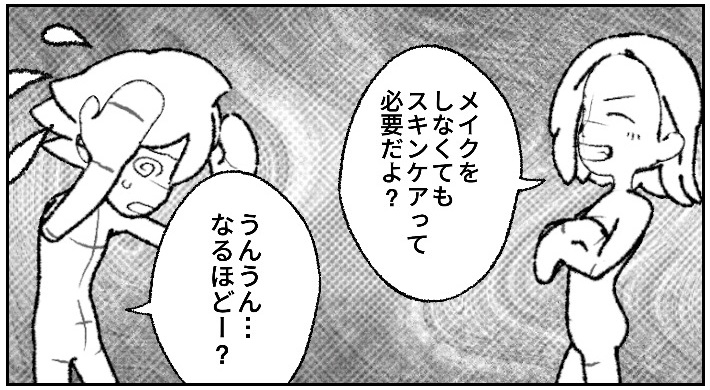 メイクを
しなくても
スキンケアって
必要だよ？
うんうん…
なるほどー？